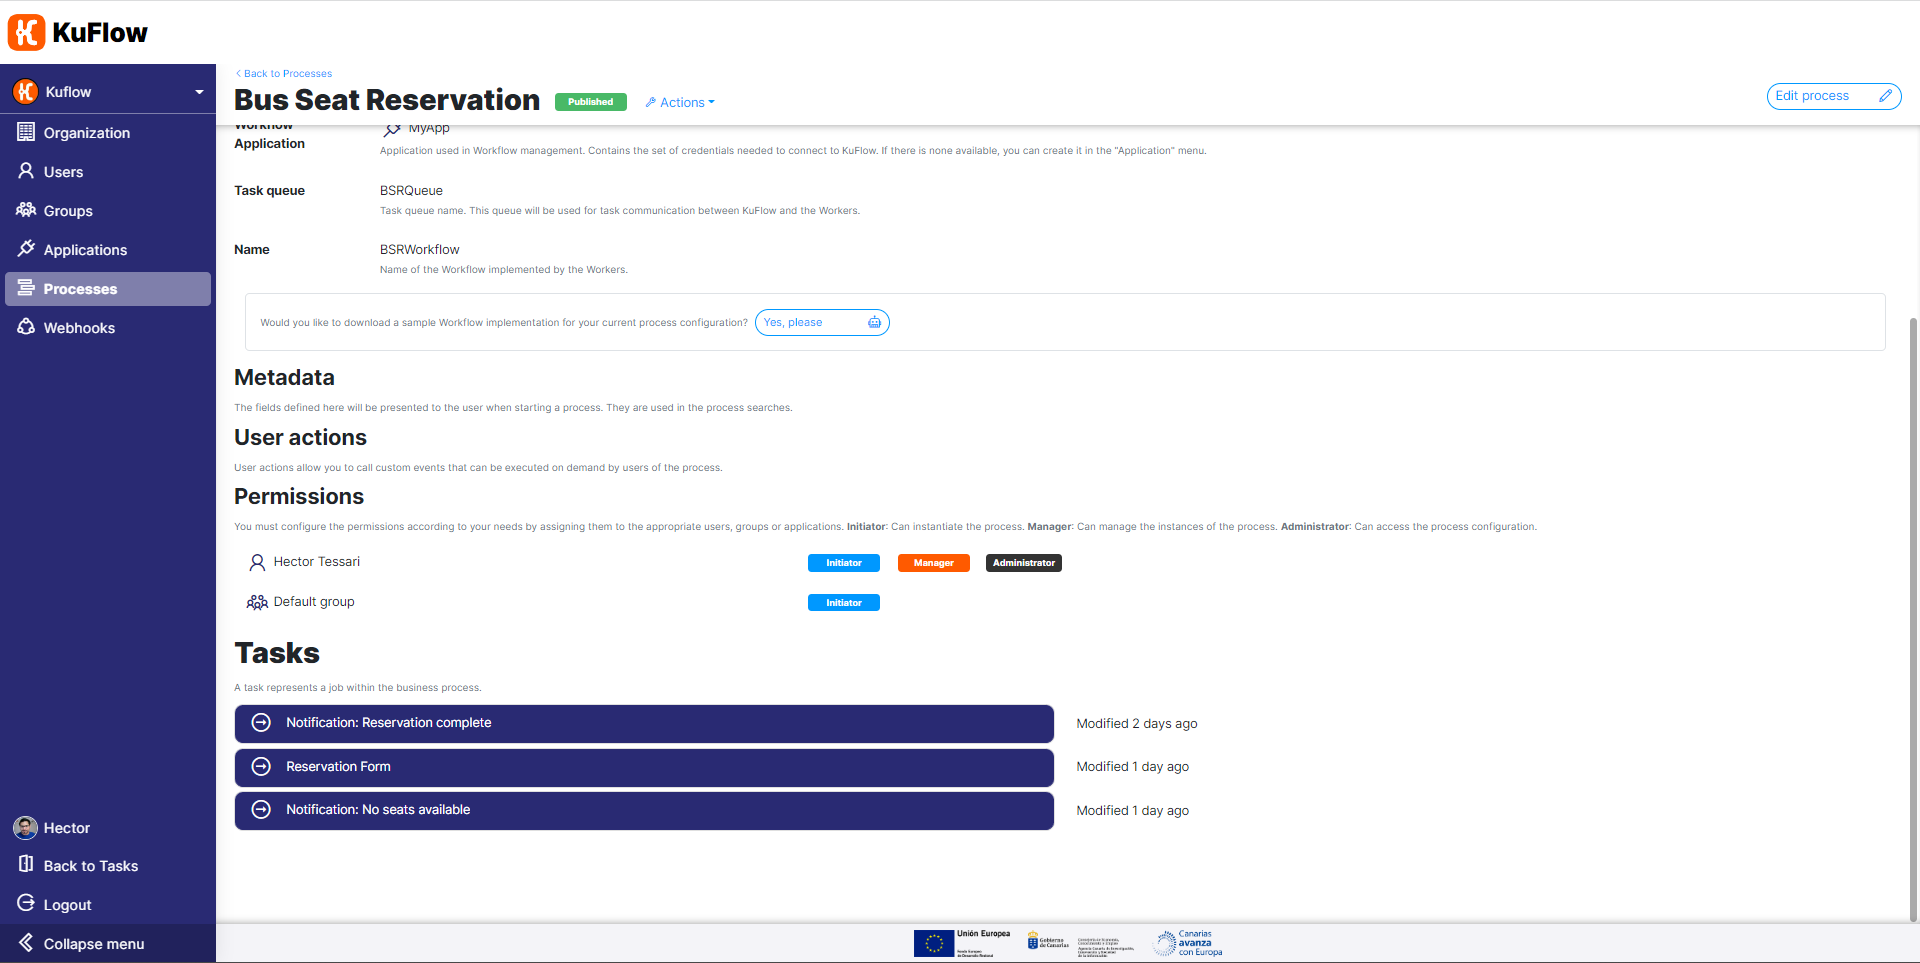 KuFlow
Kuflow
Organization
Users
Groups
Applications
Processes
Webhooks
Hector
Back to Tasks
Logout
Collapse menu
Back to Processes
Bus Seat Reservation Published Actions
Edit process
Workflow Application
MyApp
Application used in Workflow management. Contains the set of credentials needed to connect to KuFlow. If there is none available, you can create it in the "Application" menu.
Task queue BSRQueue
Task queue name. This queue will be used for task communication between KuFlow and the Workers.
Name BSRWorkflow
Name of the Workflow implemented by the Workers.
Would you like to download a sample Workflow implementation for your current process configuration? Yes, please
Metadata
The fields defined here will be presented to the user when starting a process. They are used in the process searches.
User actions
User actions allow you to call custom events that can be executed on demand by users of the process.
Permissions
You must configure the permissions according to your needs by assigning them to the appropriate users, groups or applications. Initiator: Can instantiate the process. Manager: Can manage the instances of the process. Administrator: Can access the process configuration.
Hector Tessari Initiator Manager Administrator
Default group Initiator
Tasks
A task represents a job within the business process.
Notification: Reservation complete Modified 2 days ago
Reservation Form Modified 1 day ago
Notification: No seats available Modified 1 day ago
Unión Europea
Fondo Europeo
de Desarrollo Regional
Gobierno
de Canarias
Canarias
avanza
con Europa